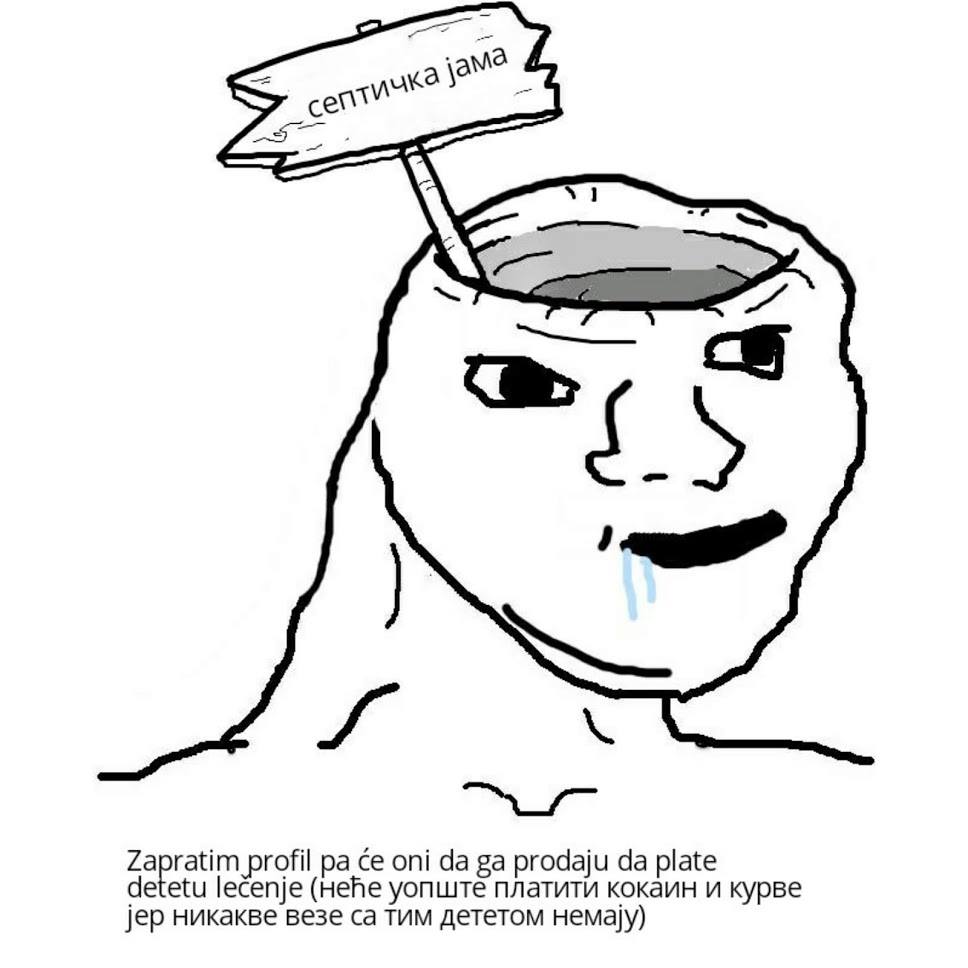 септичка јама
Zapratim profil pa će oni da ga prodaju da plate
detetu lečenje (неће уопште платити кокаин и курве
јер никакве везе са тим дететом немају)